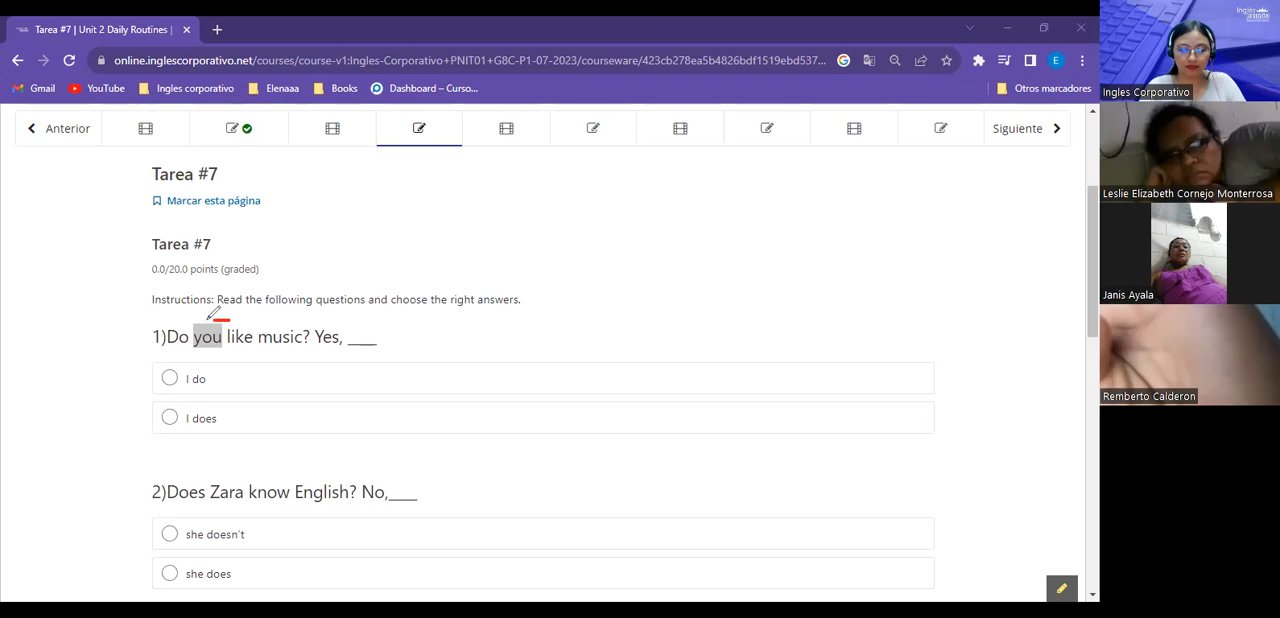 Tarea #7 | Unit 2 Daily Routines |
online.inglescorporativo.net/courses/course-v1:Ingles-Corporativo+PNIT01+G8C-P1-07-2023/courseware/423cb278ea5b4826bdf1519ebd537...
E
Gmail YouTube Ingles corporativo Elenaaa Books Dashboard – Curso... Otros marcadores
Anterior Siguiente
Tarea #7
Marcar esta página
Tarea #7
0.0/20.0 points (graded)
Instructions: Read the following questions and choose the right answers.
1)Do you like music? Yes, ____
I do
I does
2)Does Zara know English? No,____
she doesn't
she does
Ingles Corporativo
Leslie Elizabeth Cornejo Monterrosa
Janis Ayala
Remberto Calderon